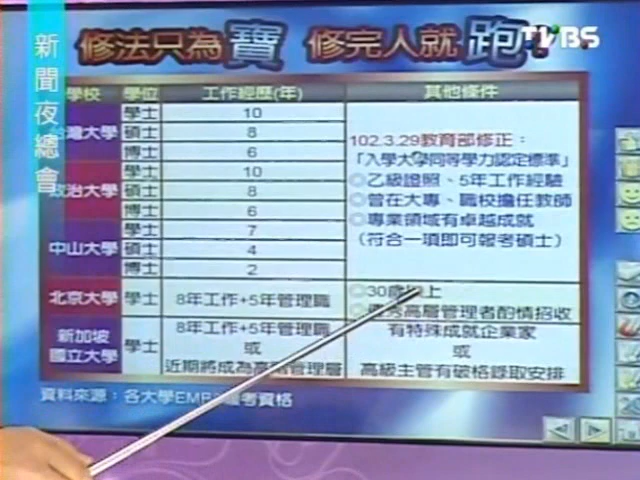 新聞夜總會
TVBS
修法只為寶 修完人就跑
學校 學位 工作經歷(年) 其他條件
台灣大學
學士 10
碩士 8
博士 6
政治大學
學士 10
碩士 8
博士 6
中山大學
學士 7
碩士 4
博士 2
102.3.29教育部修正：
「入學大學同等學力認定標準」
◎乙級證照、5年工作經驗
◎曾在大專、職校擔任教師
◎專業領域有卓越成就
（符合一項即可報考碩士）
北京大學 學士 8年工作+5年管理職
◎30歲以上
秀高層管理者酌情招收
新加坡
國立大學
學士
8年工作+5年管理職
或
近期將成為高階管理層
有特殊成就企業家
或
高級主管有破格錄取安排
資料來源：各大學EMBA報考資格